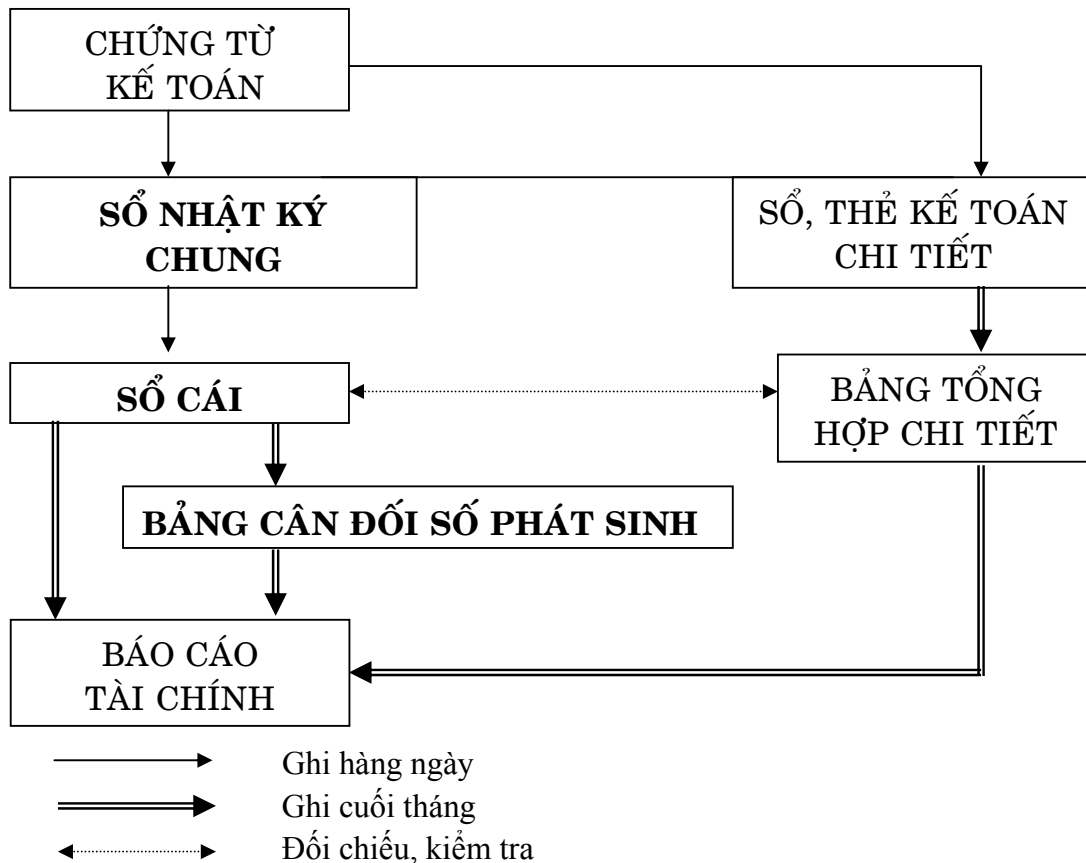 CHỨNG TỪ
KẾ TOÁN
SỔ NHẬT KÝ
CHUNG
SỔ, THẺ KẾ TOÁN
CHI TIẾT
SỔ CÁI
BẢNG TỔNG
HỢP CHI TIẾT
BẢNG CÂN ĐỐI SỐ PHÁT SINH
BÁO CÁO
TÀI CHÍNH
Ghi hàng ngày
Ghi cuối tháng
Đối chiếu, kiểm tra